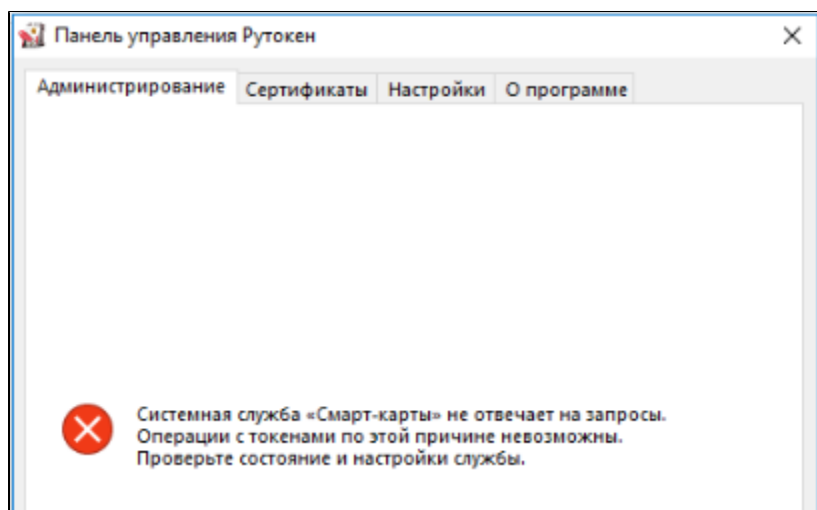 Панель управления Рутокен
Администрирование Сертификаты Настройки О программе
Системная служба «Смарт-карты» не отвечает на запросы.
Операции с токенами по этой причине невозможны.
Проверьте состояние и настройки службы.